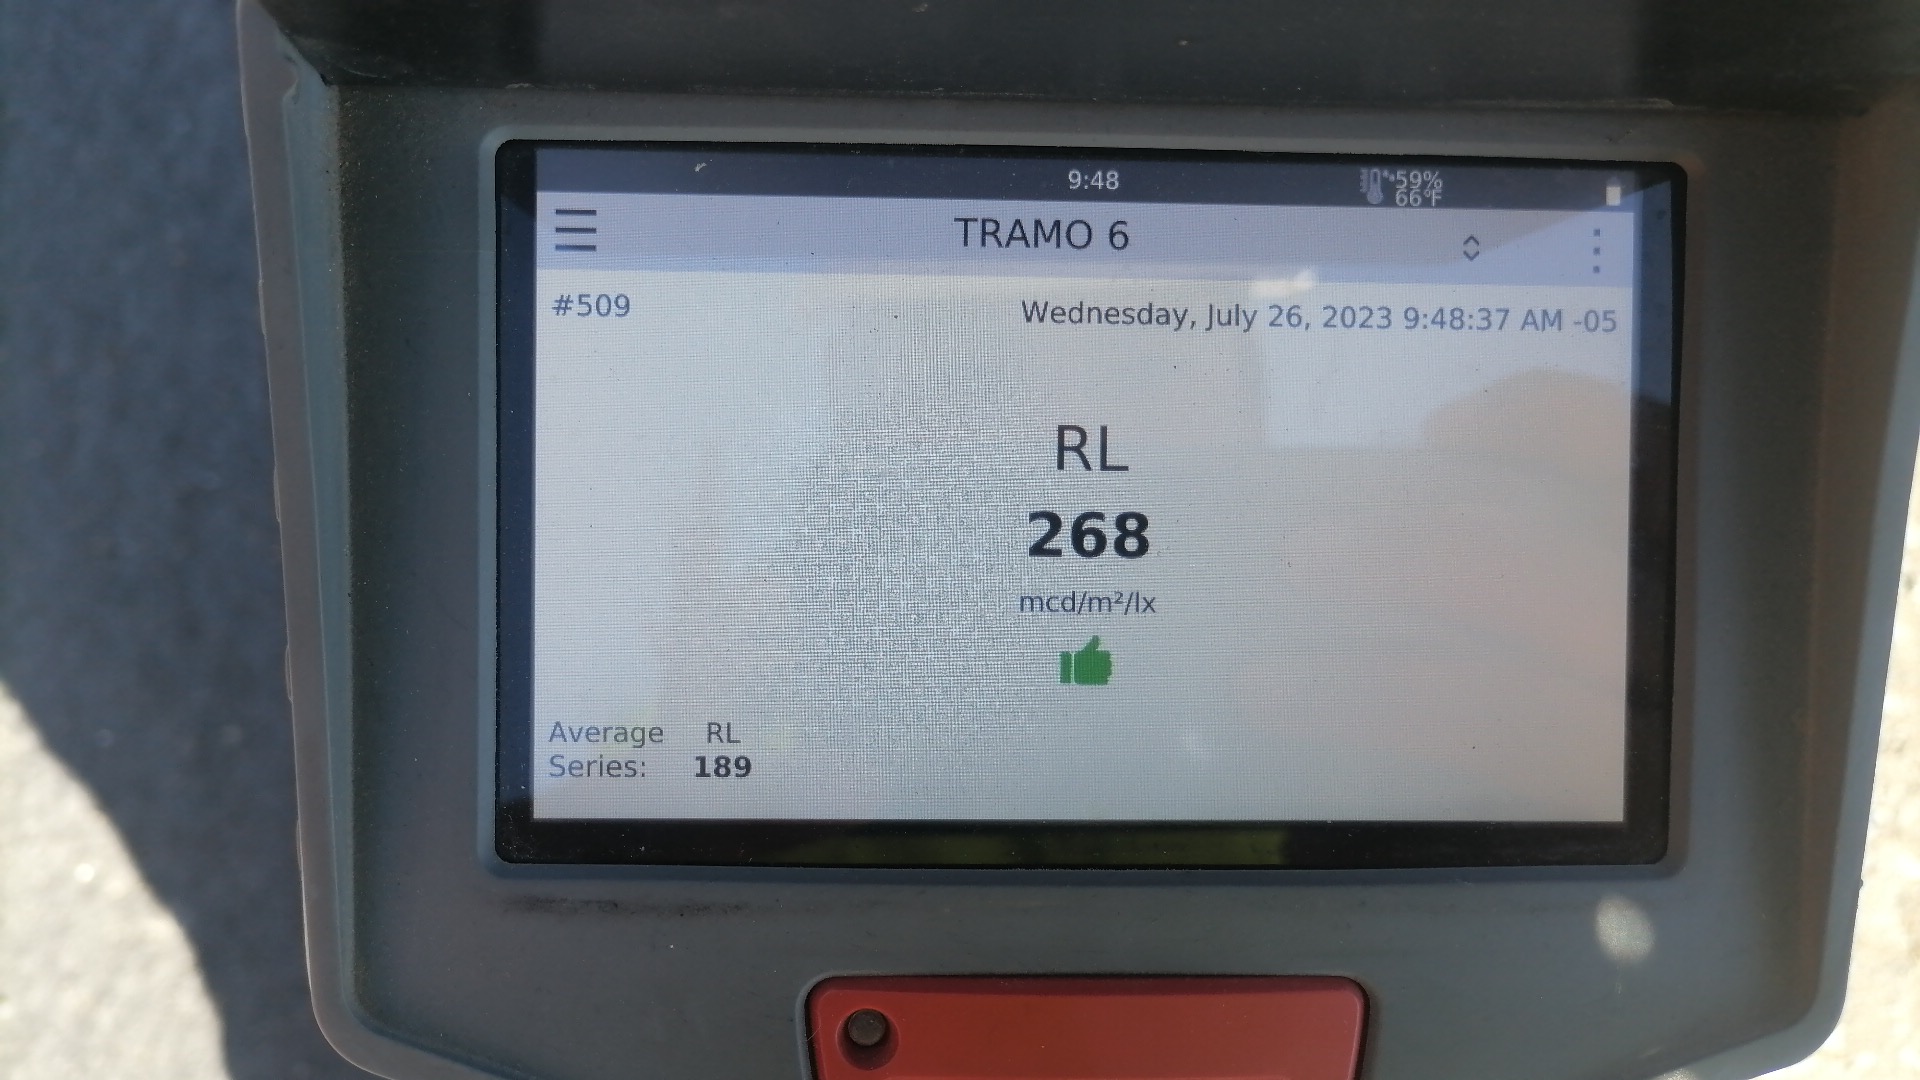 9:48
59%
66°F
TRAMO 6
#509
Wednesday, July 26, 2023 9:48:37 AM -05
RL
268
mcd/m²/lx
Average RL
Series: 189